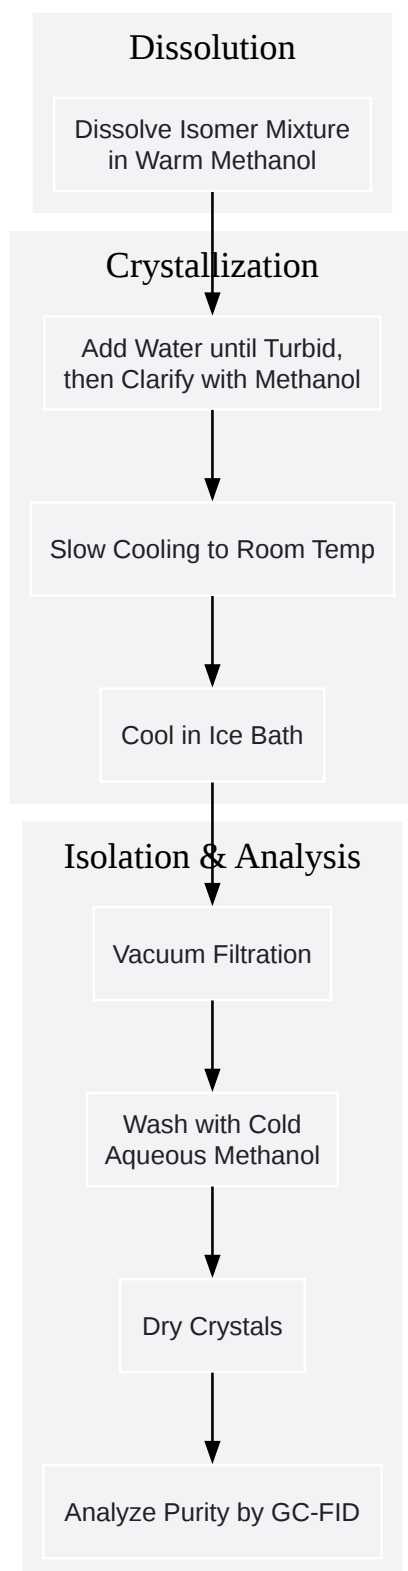 Dissolution
Dissolve Isomer Mixture
in Warm Methanol
Crystallization
Add Water until Turbid,
then Clarify with Methanol
Slow Cooling to Room Temp
Cool in Ice Bath
Isolation & Analysis
Vacuum Filtration
Wash with Cold
Aqueous Methanol
Dry Crystals
Analyze Purity by GC-FID